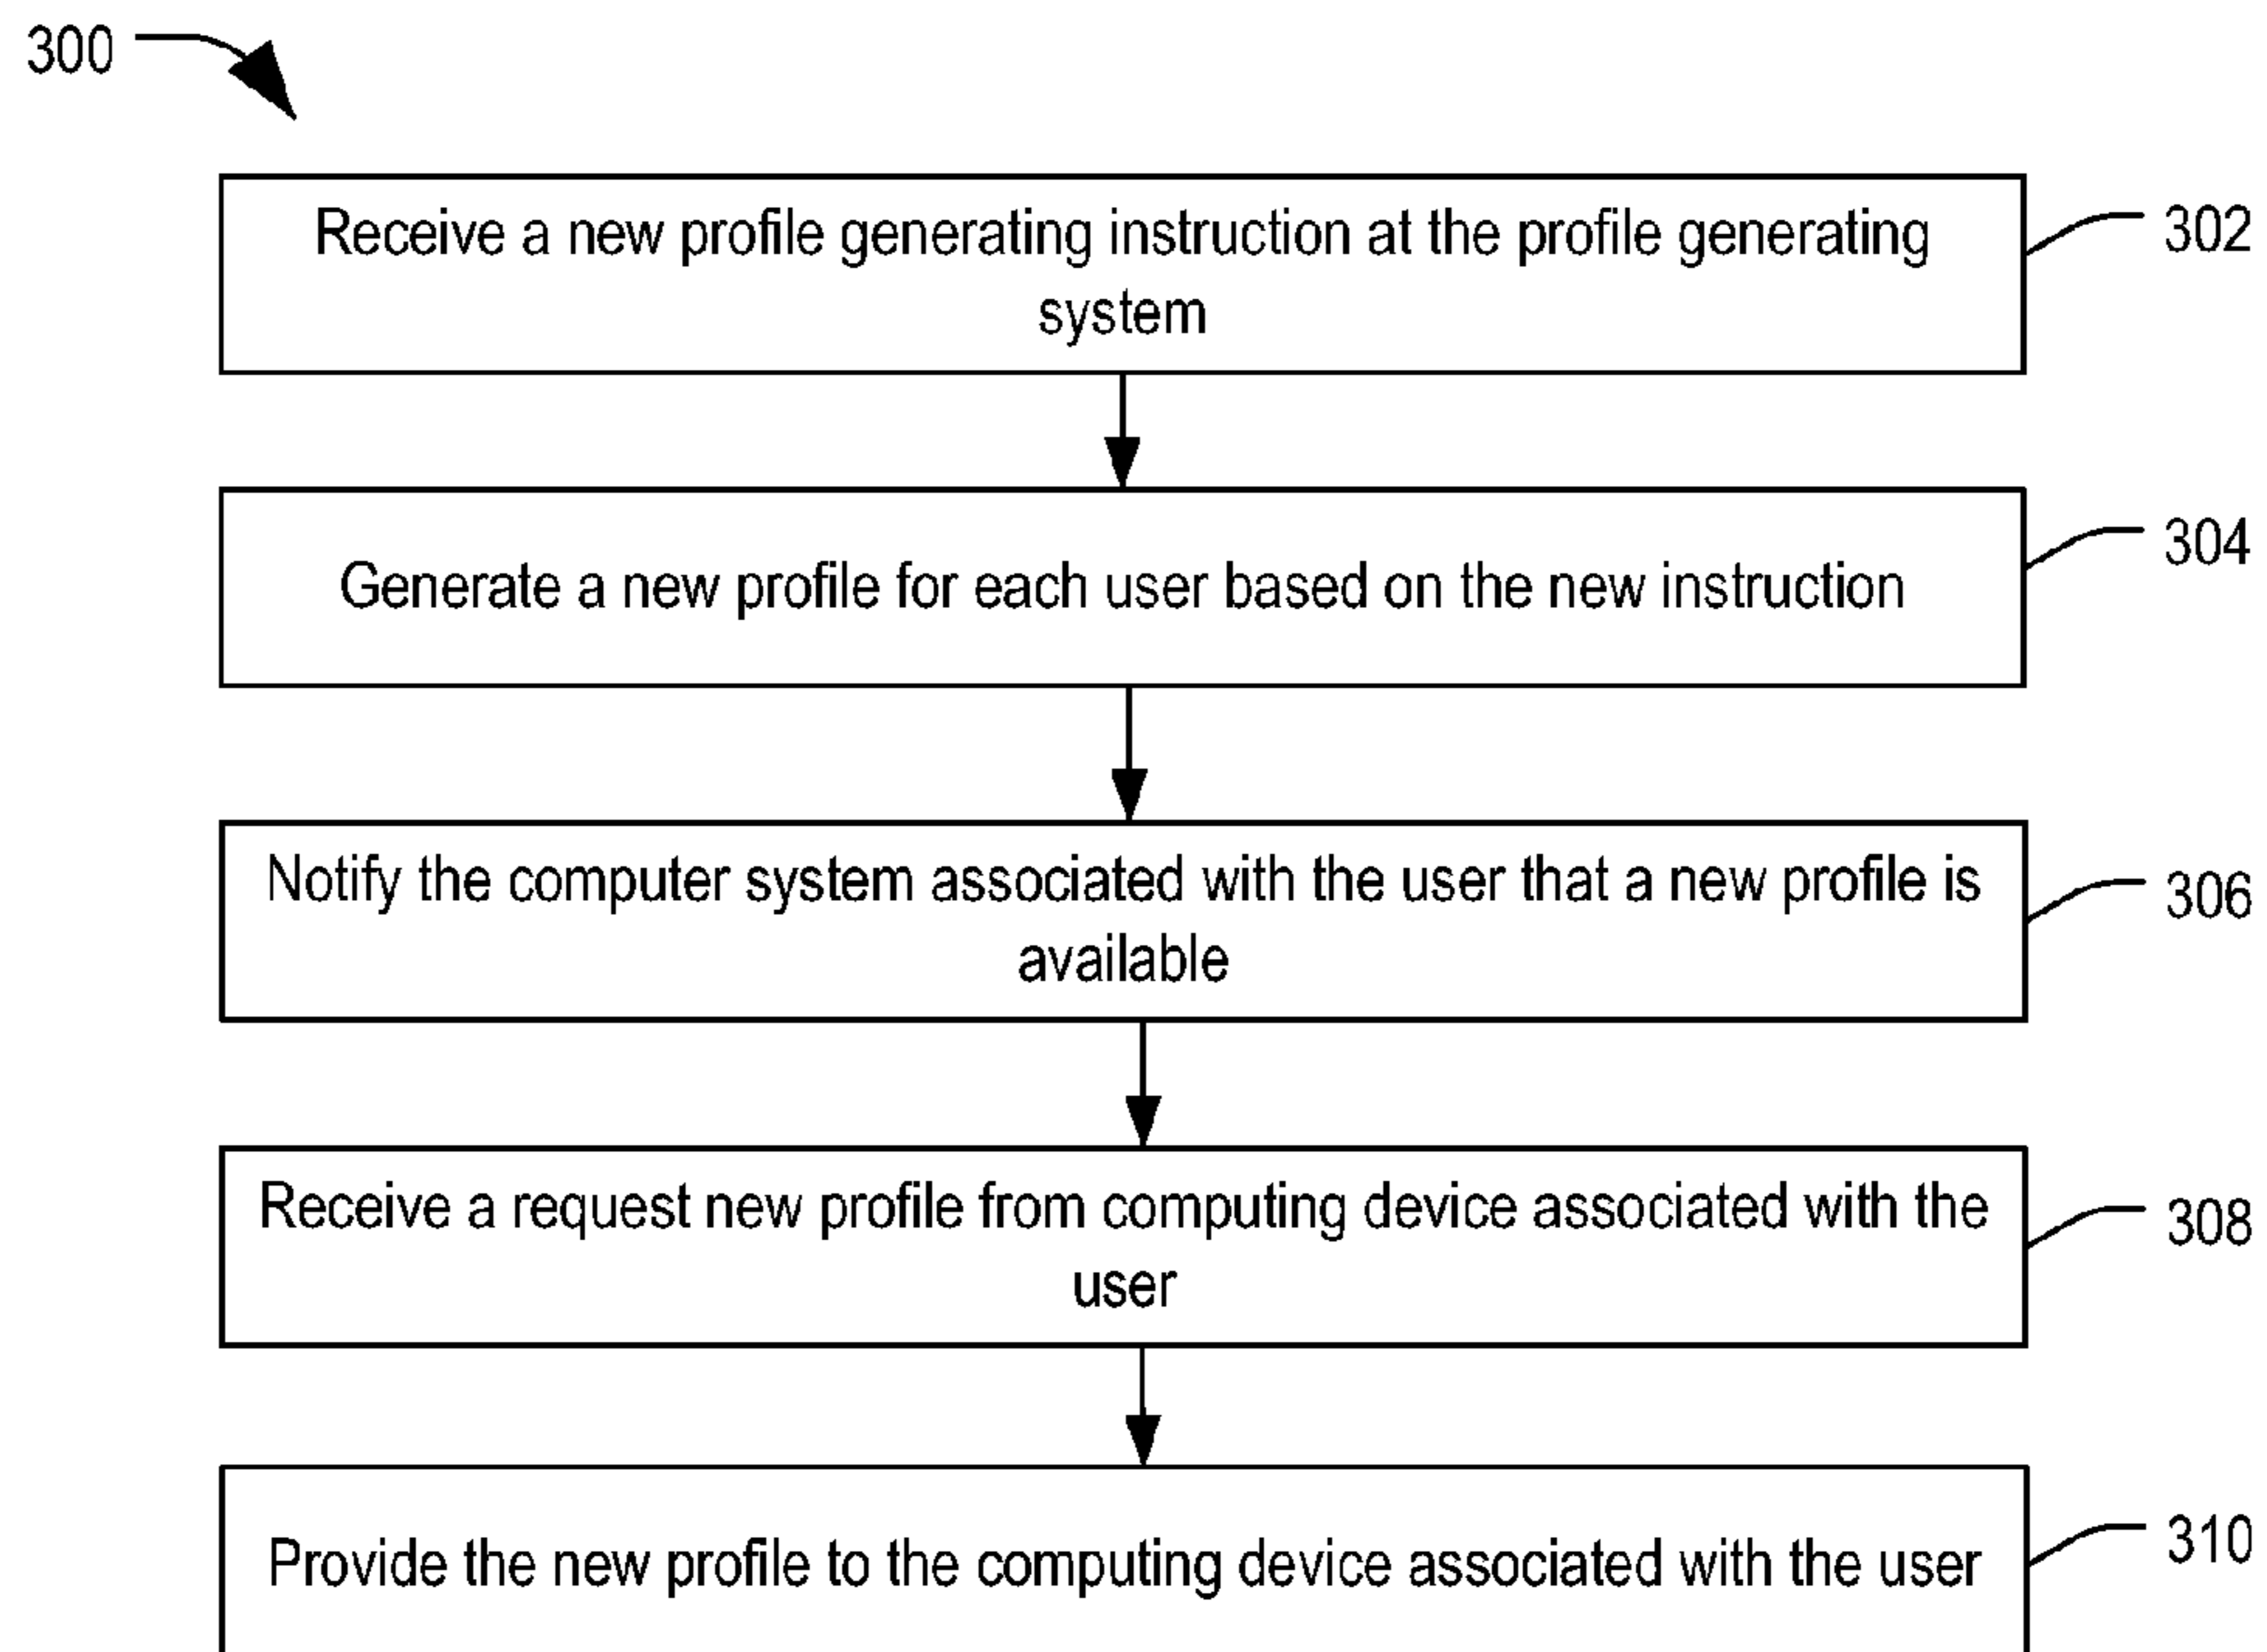 300
Receive a new profile generating instruction at the profile generating
system
302
Generate a new profile for each user based on the new instruction
304
Notify the computer system associated with the user that a new profile is
available
306
Receive a request new profile from computing device associated with the
user
308
Provide the new profile to the computing device associated with the user
310